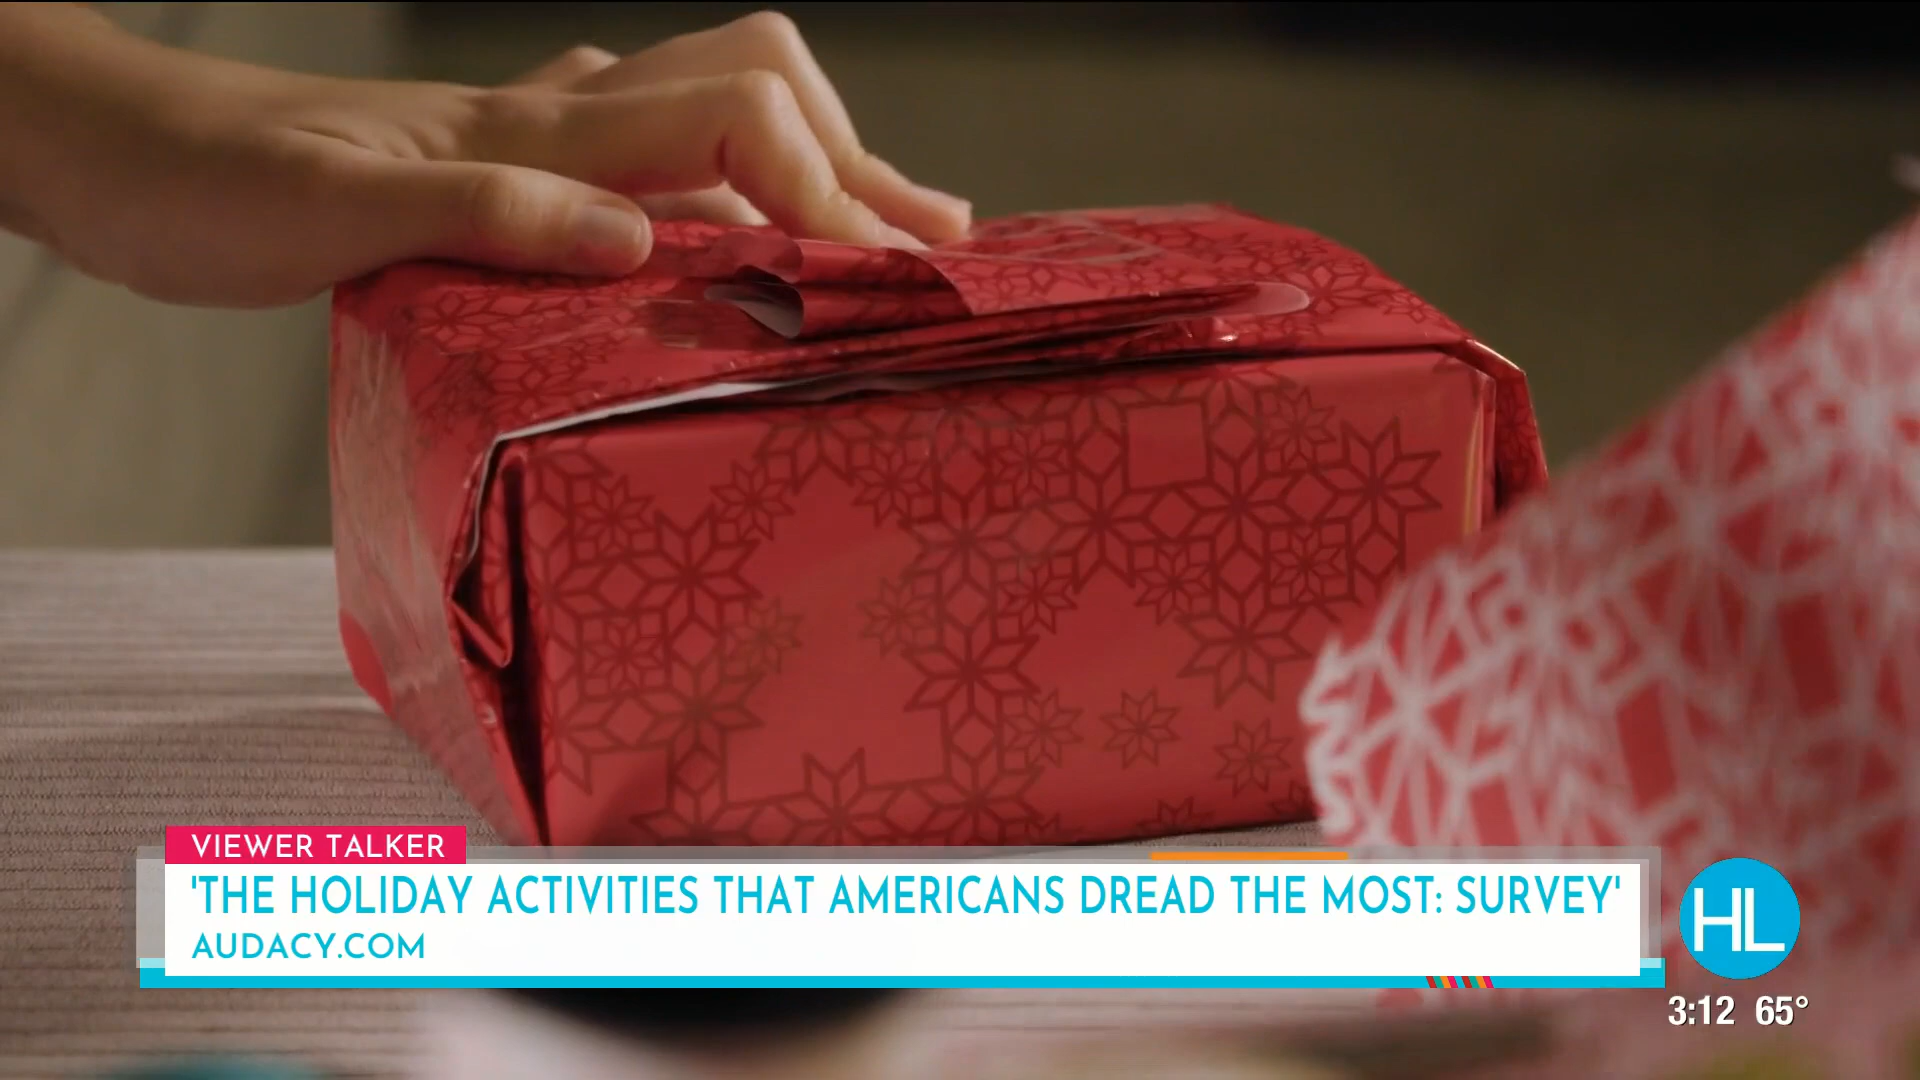 VIEWER TALKER
'THE HOLIDAY ACTIVITIES THAT AMERICANS DREAD THE MOST: SURVEY'
AUDACY.COM
HL
3:12 65°